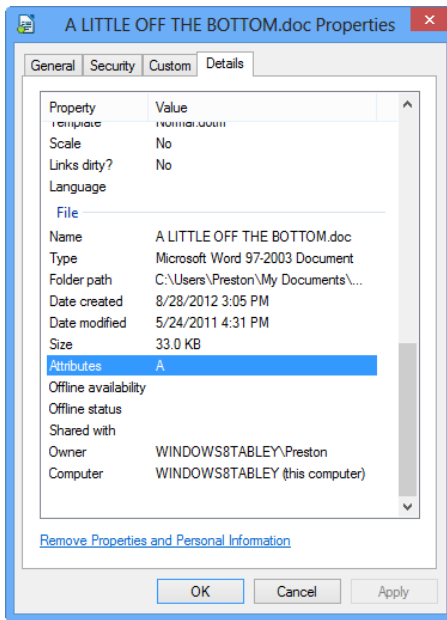 A LITTLE OFF THE BOTTOM.doc Properties
General Security Custom Details
Property Value
Template Normal.dotm
Scale No
Links dirty? No
Language
File
Name A LITTLE OFF THE BOTTOM.doc
Type Microsoft Word 97-2003 Document
Folder path C:\Users\Preston\My Documents\...
Date created 8/28/2012 3:05 PM
Date modified 5/24/2011 4:31 PM
Size 33.0 KB
Attributes A
Offline availability
Offline status
Shared with
Owner WINDOWS8TABLEY\Preston
Computer WINDOWS8TABLEY (this computer)
Remove Properties and Personal Information
OK Cancel Apply